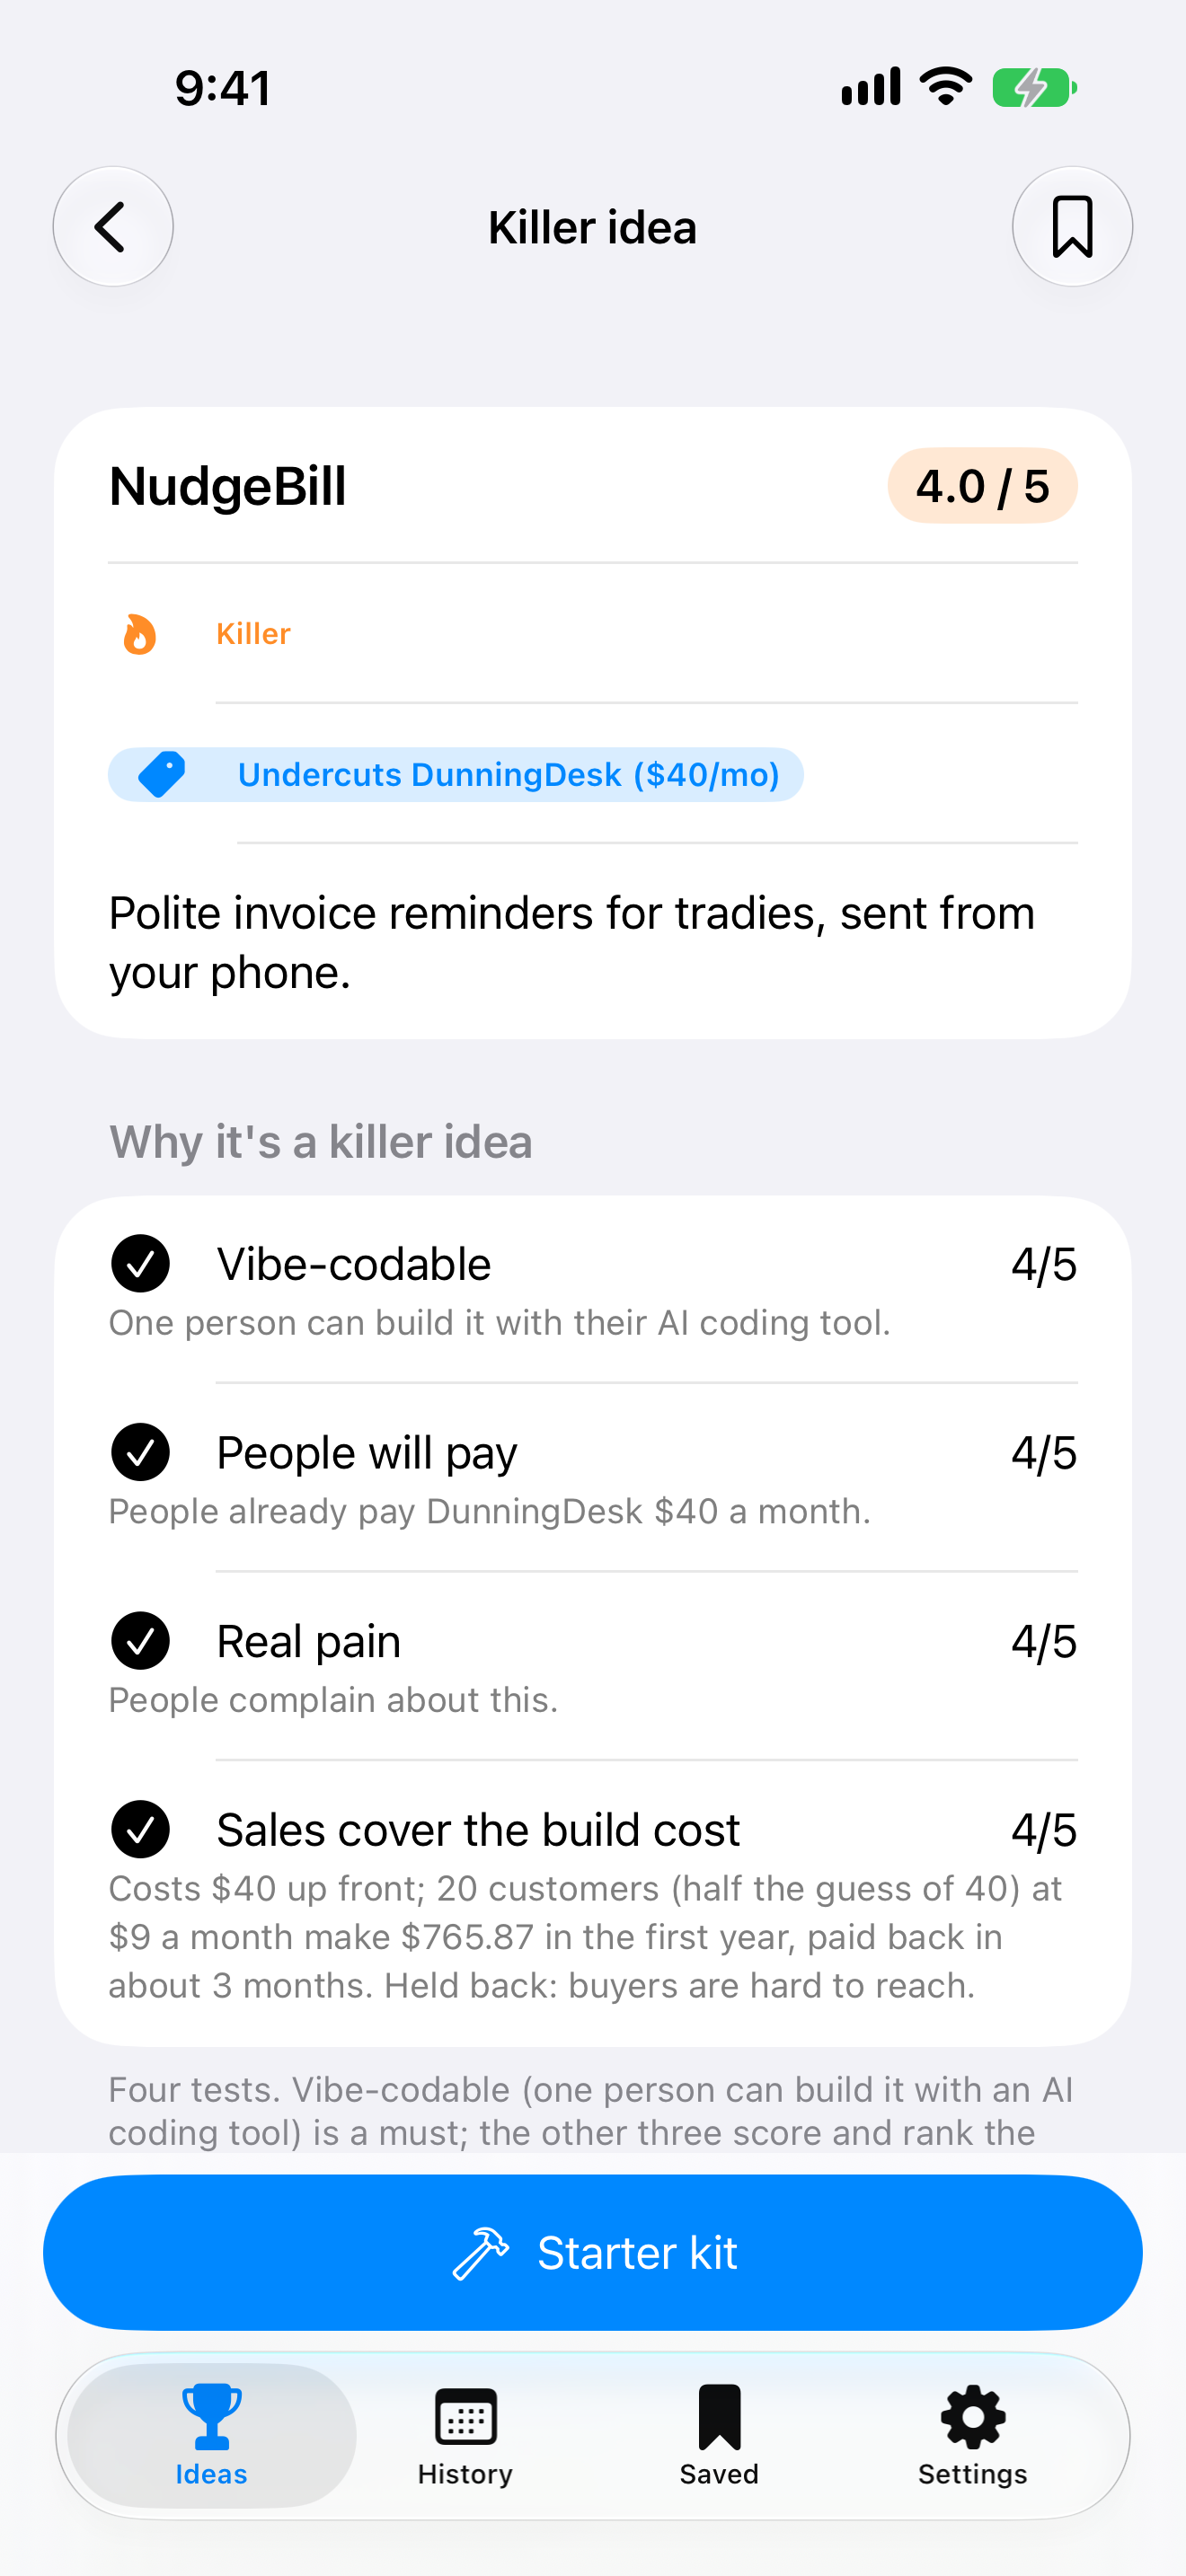 9:41
Killer idea
NudgeBill
4.0 / 5
Killer
Undercuts DunningDesk ($40/mo)
Polite invoice reminders for tradies, sent from
your phone.
Why it's a killer idea
Vibe-codable 4/5
One person can build it with their AI coding tool.
People will pay 4/5
People already pay DunningDesk $40 a month.
Real pain 4/5
People complain about this.
Sales cover the build cost 4/5
Costs $40 up front; 20 customers (half the guess of 40) at
$9 a month make $765.87 in the first year, paid back in
about 3 months. Held back: buyers are hard to reach.
Four tests. Vibe-codable (one person can build it with an AI
coding tool) is a must; the other three score and rank the
Starter kit
Ideas
History
Saved
Settings